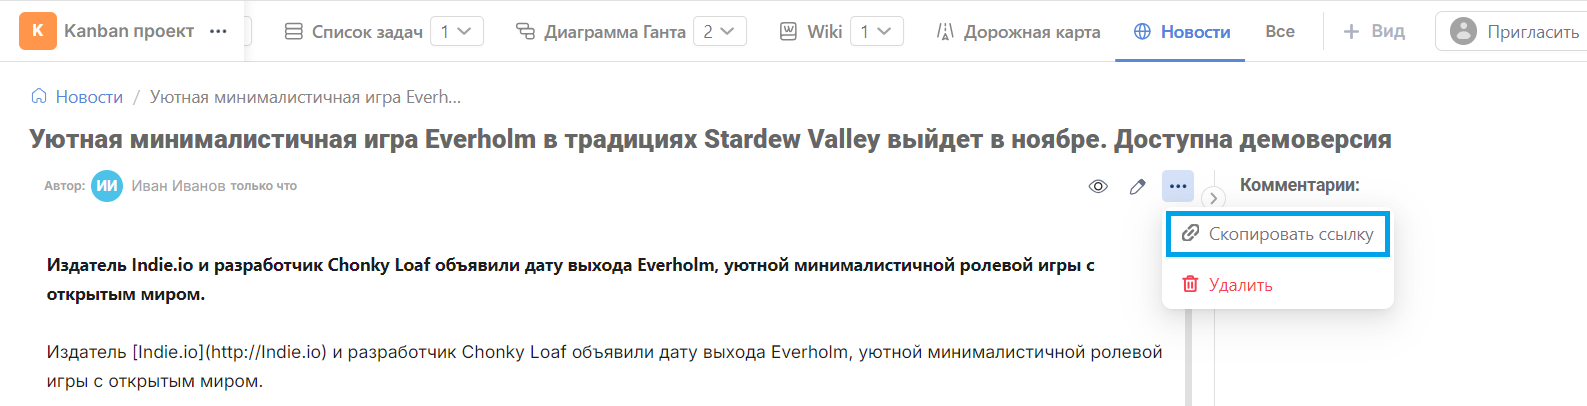 K Kanban проект ••• Список задач 1 Диаграмма Ганта 2 Wiki 1 Дорожная карта Новости Все + Вид Пригласить
Новости / Уютная минималистичная игра Everh...
Уютная минималистичная игра Everholm в традициях Stardew Valley выйдет в ноябре. Доступна демоверсия
Автор: ИИ Иван Иванов только что
Комментарии:
Скопировать ссылку
Удалить
Издатель Indie.io и разработчик Chonky Loaf объявили дату выхода Everholm, уютной минималистичной ролевой игры с
открытым миром.
Издатель [Indie.io](http://Indie.io) и разработчик Chonky Loaf объявили дату выхода Everholm, уютной минималистичной ролевой
игры с открытым миром.